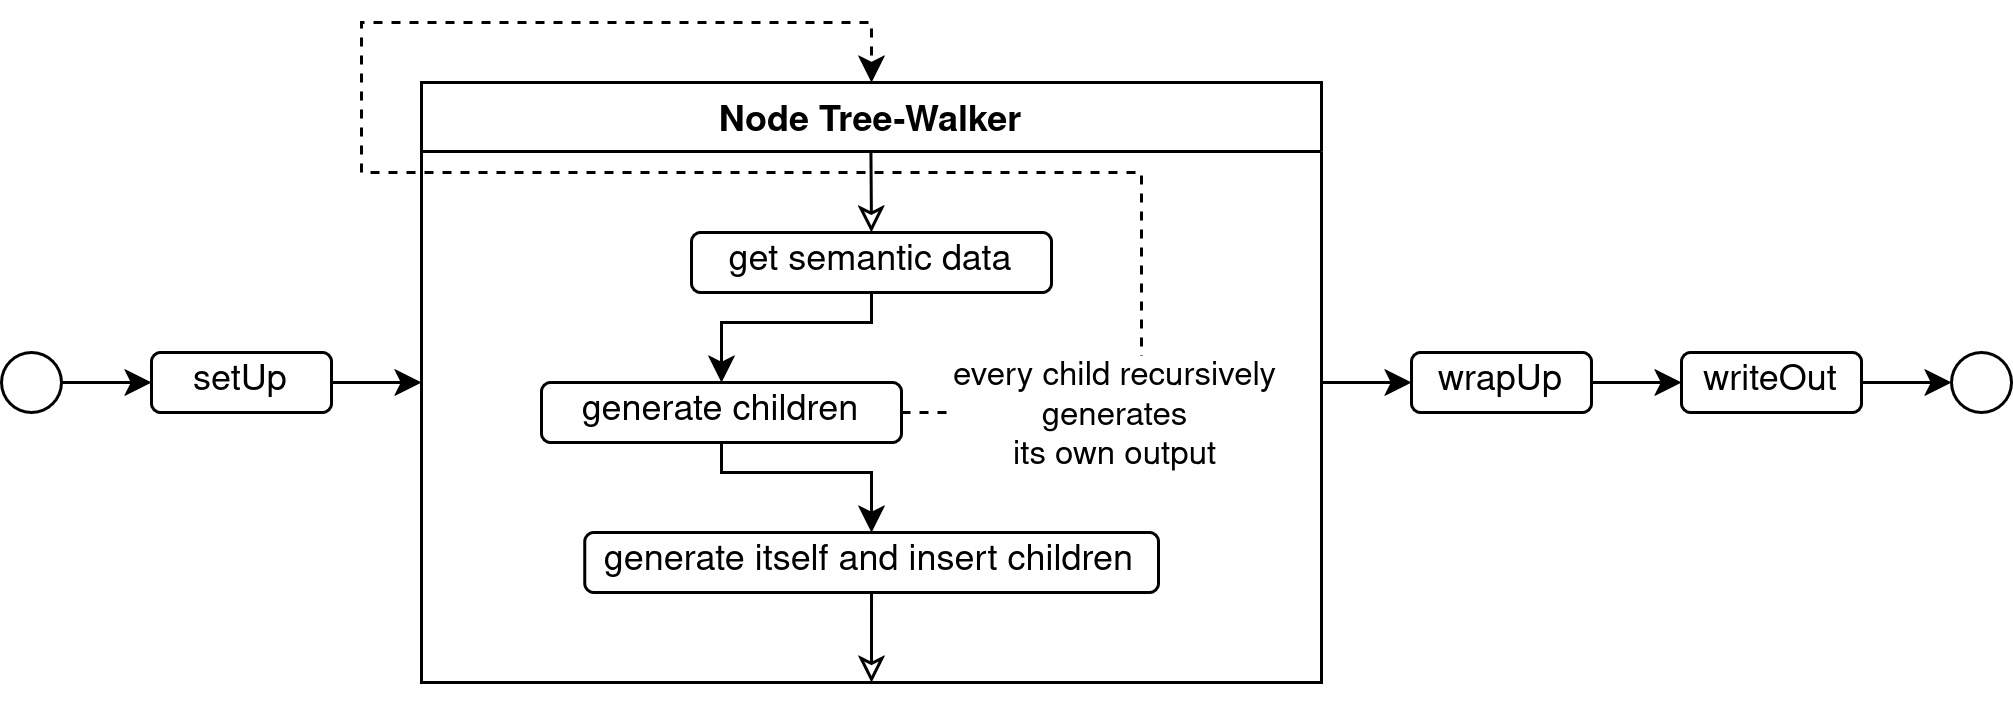 Node Tree-Walker
get semantic data
setUp
generate children
every child recursively
generates
its own output
generate itself and insert children
wrapUp
writeOut